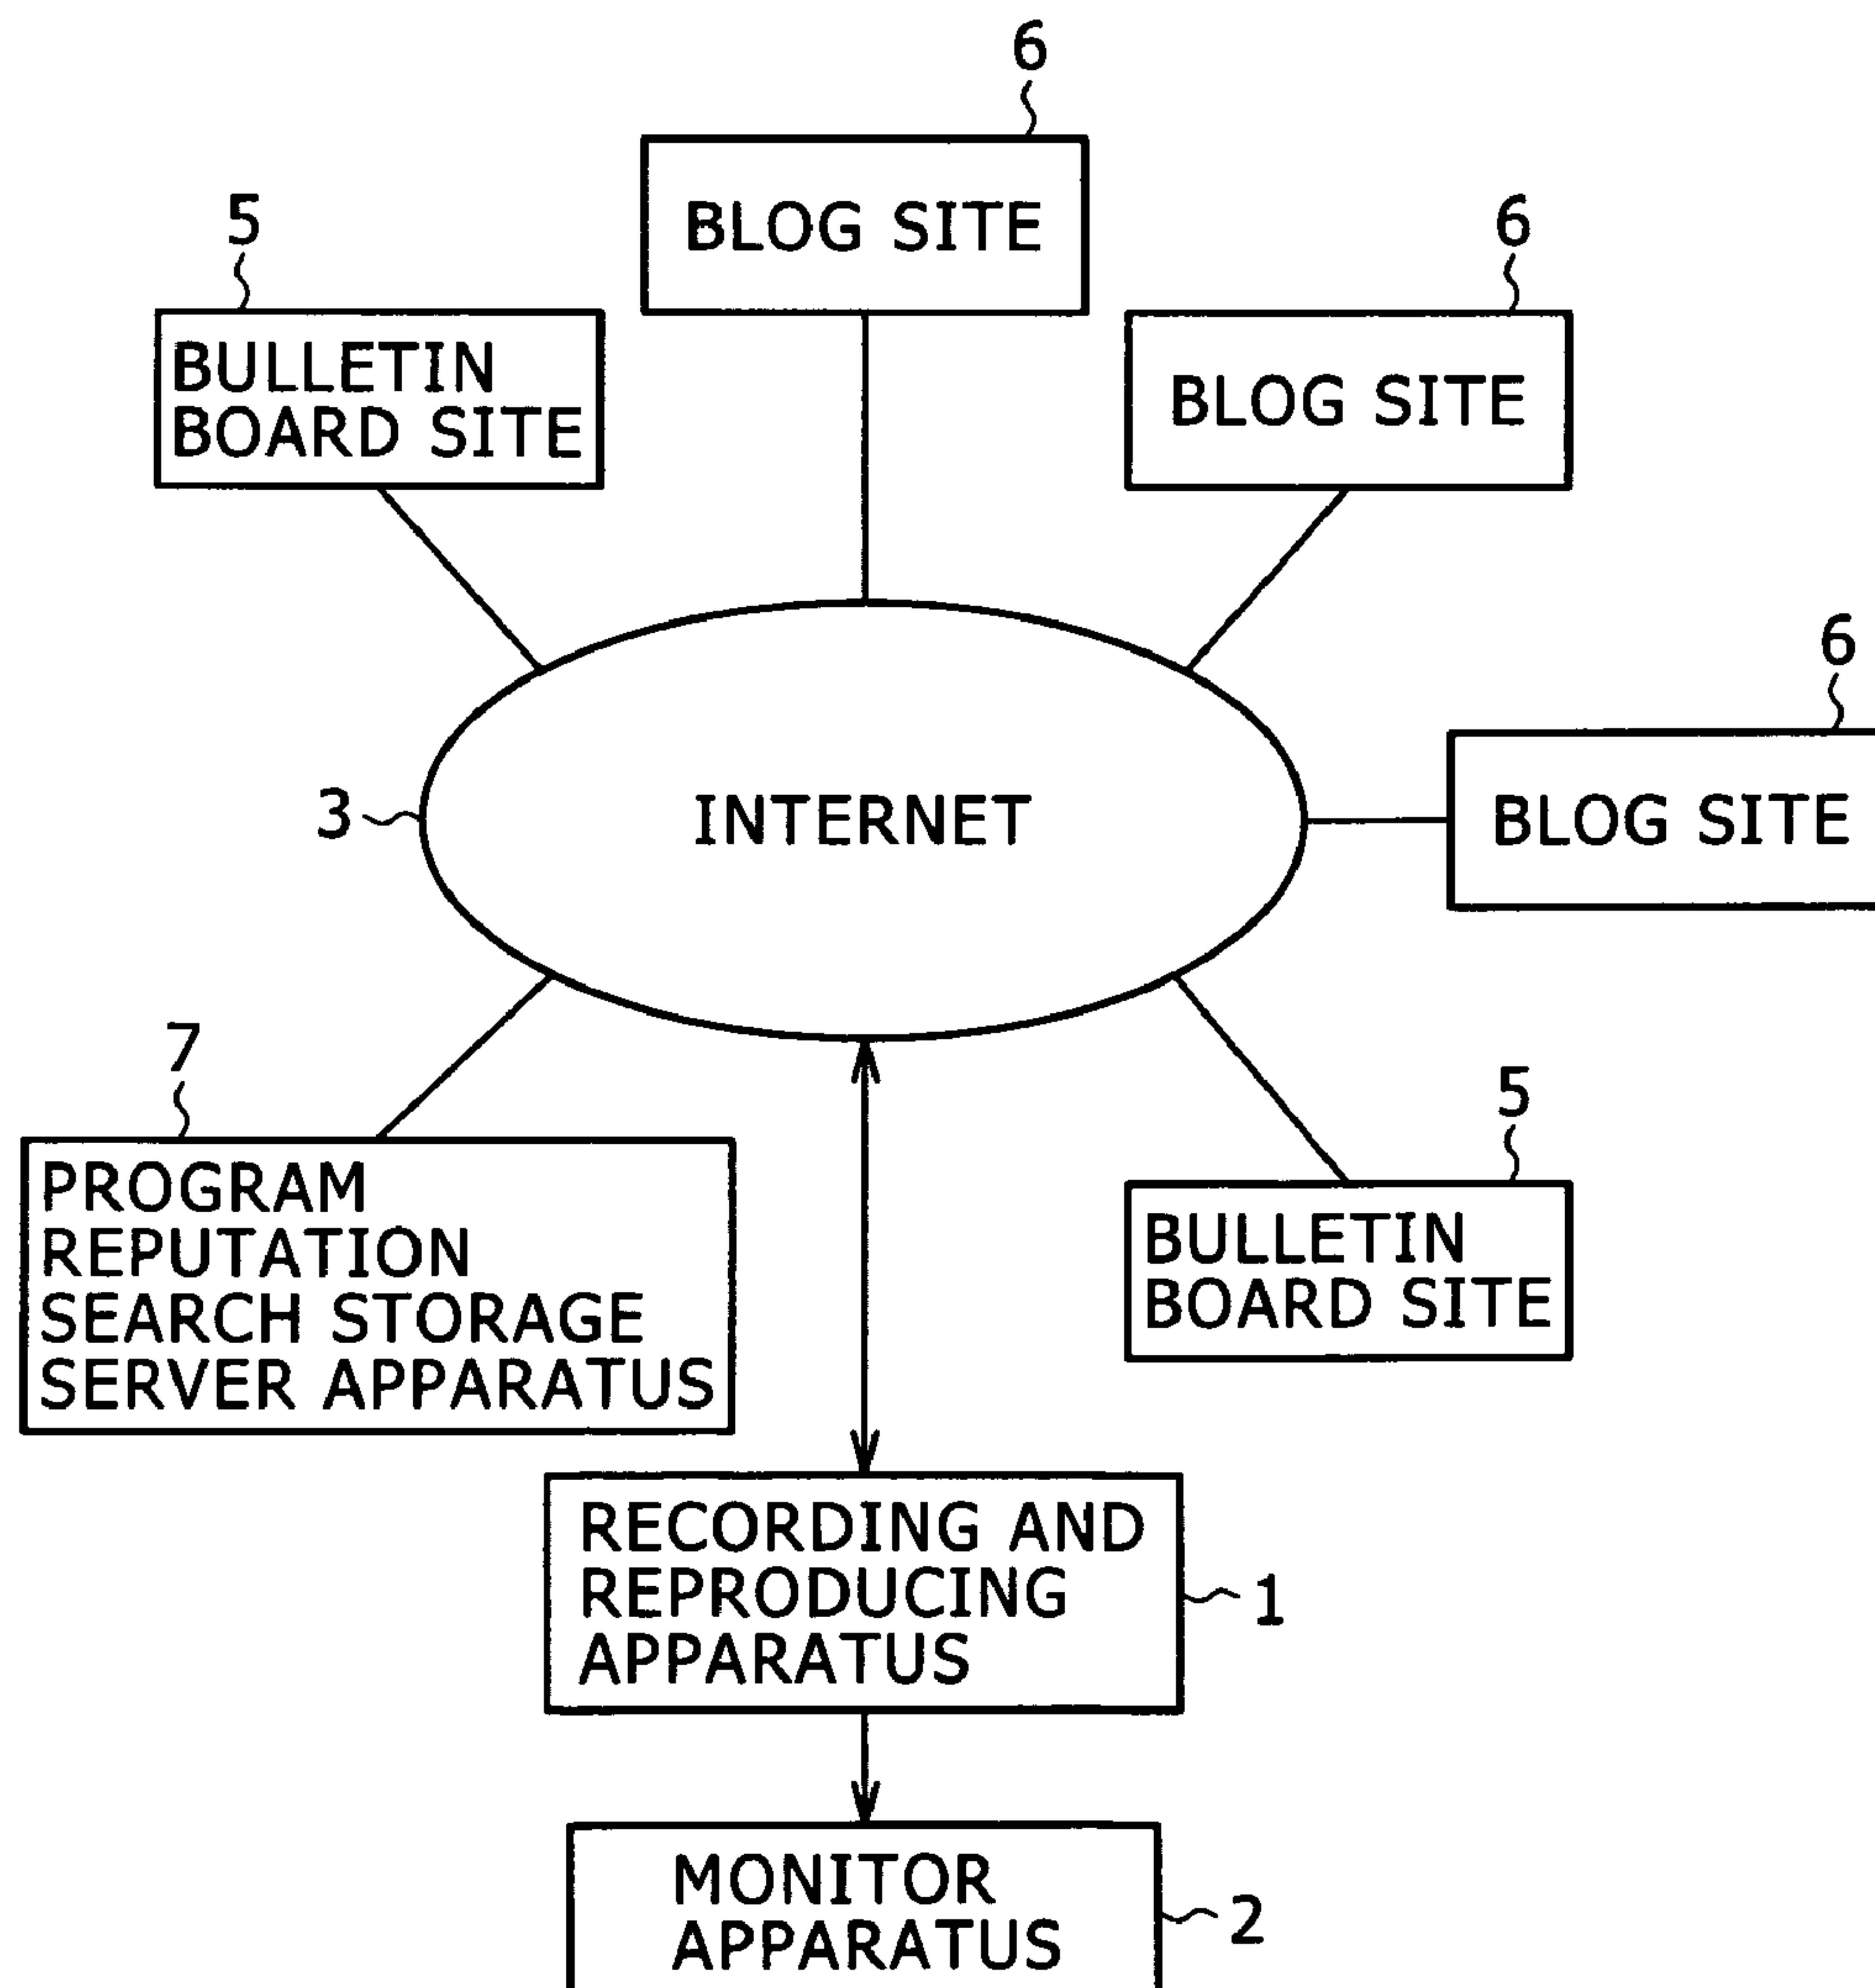 6
BLOG SITE
5
BULLETIN
BOARD SITE
6
BLOG SITE
6
BLOG SITE
3
INTERNET
7
PROGRAM
REPUTATION
SEARCH STORAGE
SERVER APPARATUS
5
BULLETIN
BOARD SITE
RECORDING AND
REPRODUCING
APPARATUS
1
MONITOR
APPARATUS
2